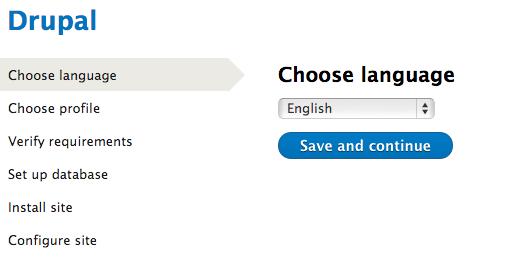 Drupal
Choose language
Choose profile
Verify requirements
Set up database
Install site
Configure site
Choose language
English
Save and continue